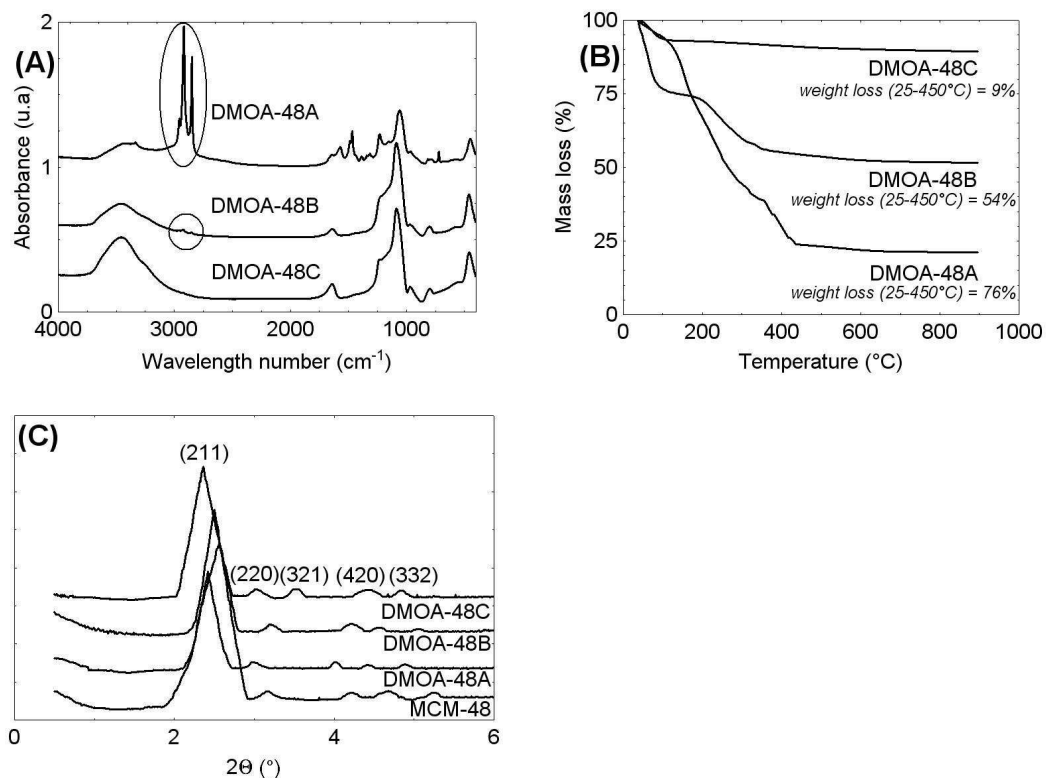 (A)
2
1
0
Absorbance (u.a)
DMOA-48A
DMOA-48B
DMOA-48C
4000 3000 2000 1000
Wavelength number (cm⁻¹)
(B)
100
75
50
25
0
Mass loss (%)
DMOA-48C
weight loss (25-450°C) = 9%
DMOA-48B
weight loss (25-450°C) = 54%
DMOA-48A
weight loss (25-450°C) = 76%
0 200 400 600 800 1000
Temperature (°C)
(C)
(211)
(220) (321) (420) (332)
DMOA-48C
DMOA-48B
DMOA-48A
MCM-48
0 2 4 6
2Θ (°)